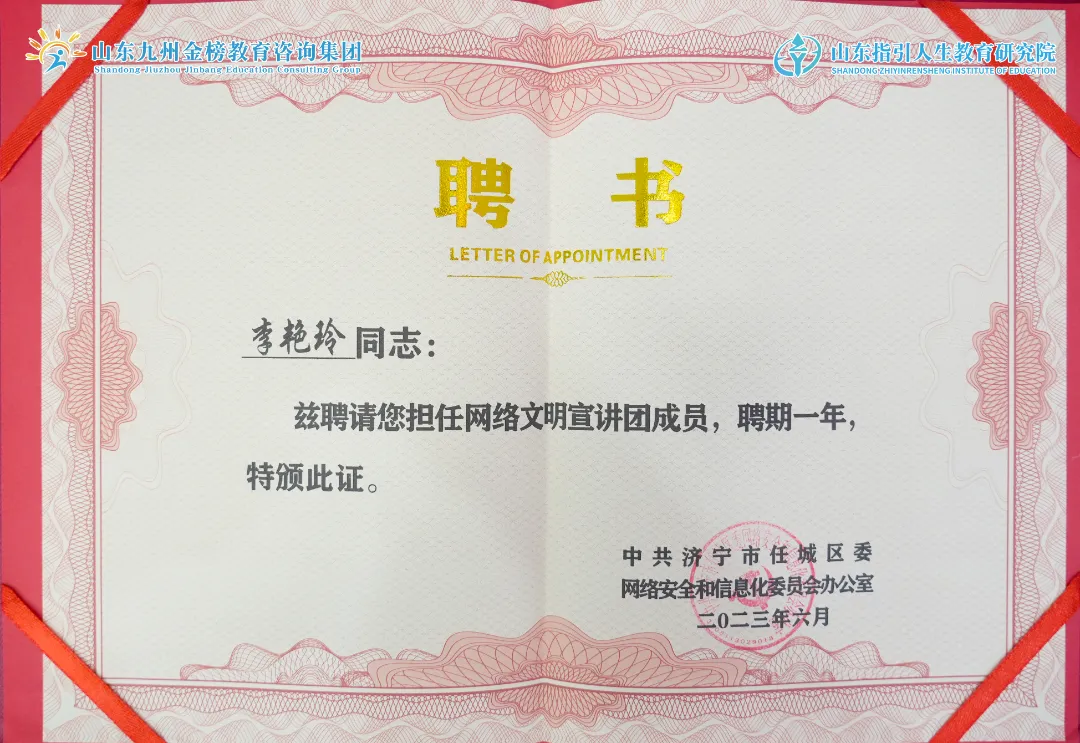 山东九州金榜教育咨询集团
Shandong Jiuzhou Jinbang Education Consulting Group
山东指引人生教育研究院
SHANDONG ZHIYINRENSHENG INSTITUTE OF EDUCATION
聘书
LETTER OF APPOINTMENT
李艳玲同志：
兹聘请您担任网络文明宣讲团成员，聘期一年，
特颁此证。
中共济宁市任城区委
网络安全和信息化委员会办公室
二〇二三年六月